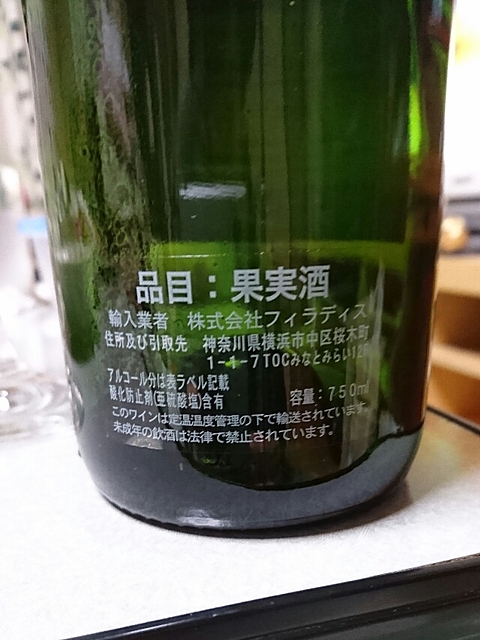 品目：果実酒
輸入業者　株式会社フィラディス
住所及び引取先　神奈川県横浜市中区桜木町
1-1-7TOCみなとみらい12F
アルコール分は表ラベル記載
酸化防止剤(亜硫酸塩)含有　容量：750ml
このワインは定温温度管理の下で輸送されています。
未成年の飲酒は法律で禁止されています。